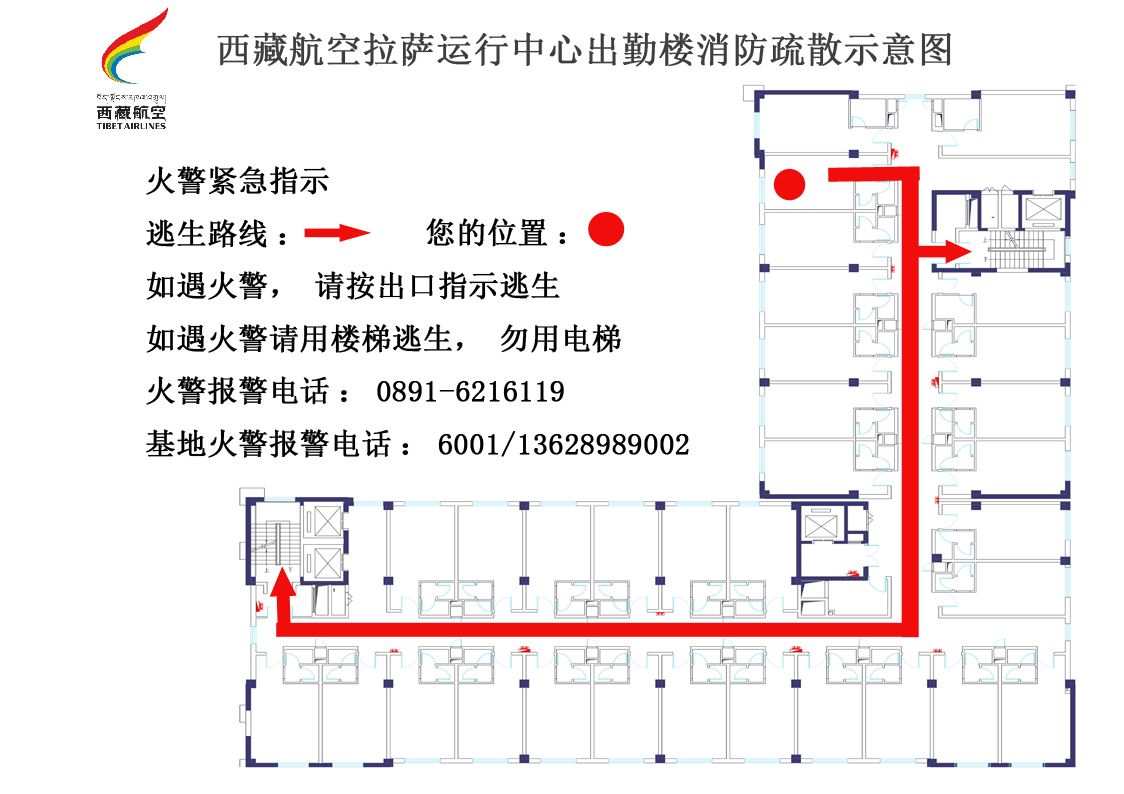 西藏航空拉萨运行中心出勤楼消防疏散示意图
西藏航空
TIBET AIRLINES
火警紧急指示
逃生路线：
您的位置：
如遇火警， 请按出口指示逃生
如遇火警请用楼梯逃生， 勿用电梯
火警报警电话： 0891-6216119
基地火警报警电话： 6001/13628989002
上
下
上
下